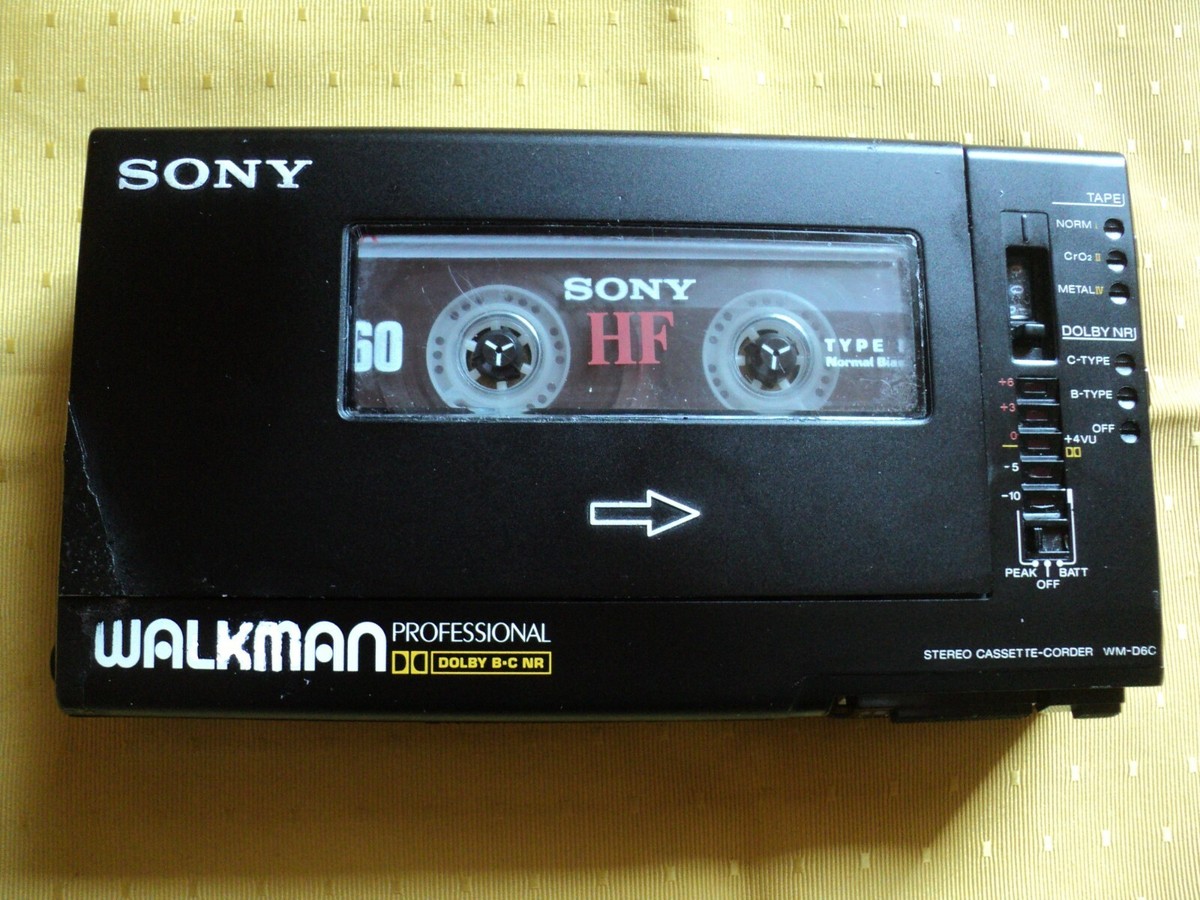 SONY
60
SONY
HF
TYPE I
Normal Bias
TAPE
NORM I
CrO₂ II
METAL IV
DOLBY NR
C-TYPE
B-TYPE
OFF
+6
+3
0
+4VU
-5
-10
PEAK
BATT
OFF
WALKMAN PROFESSIONAL
DOLBY B•C NR
STEREO CASSETTE-CORDER WM-D6C